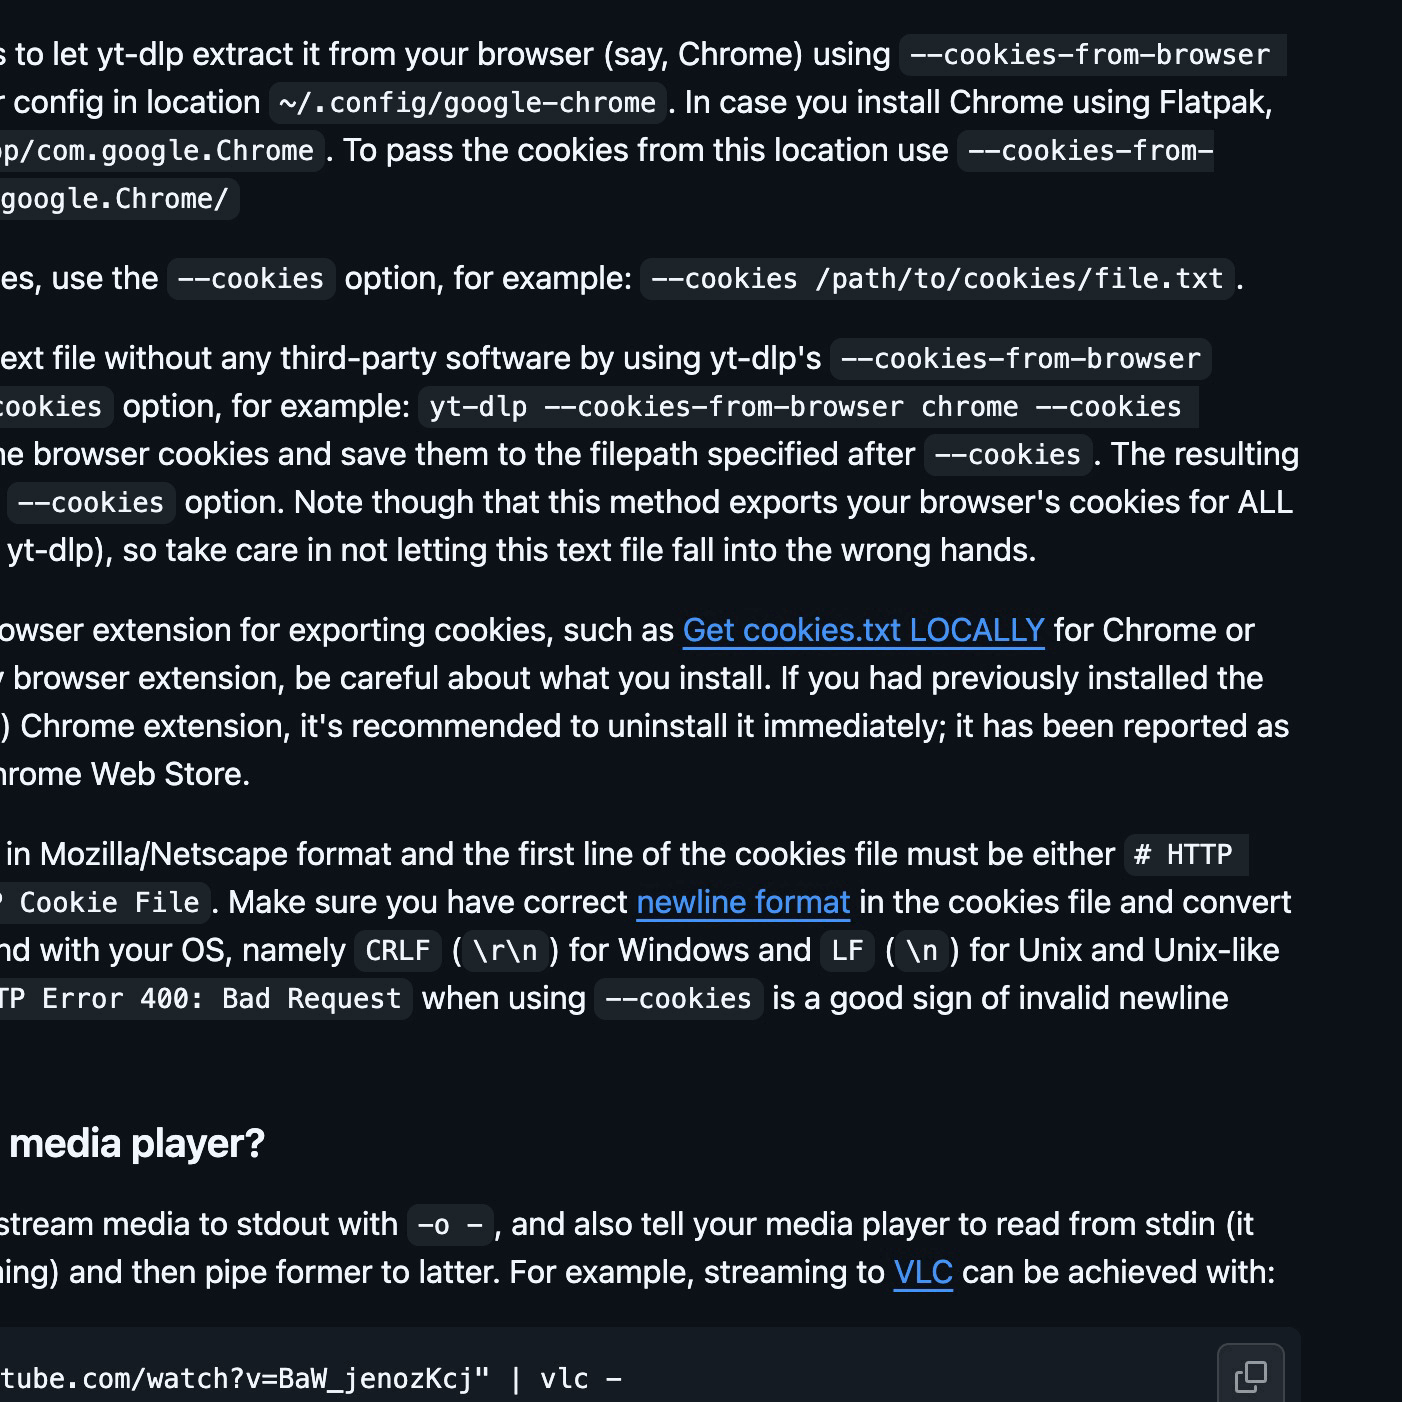 s to let yt-dlp extract it from your browser (say, Chrome) using --cookies-from-browser
r config in location ~/.config/google-chrome. In case you install Chrome using Flatpak,
pp/com.google.Chrome. To pass the cookies from this location use --cookies-from-
google.Chrome/
es, use the --cookies option, for example: --cookies /path/to/cookies/file.txt.
ext file without any third-party software by using yt-dlp's --cookies-from-browser
cookies option, for example: yt-dlp --cookies-from-browser chrome --cookies
he browser cookies and save them to the filepath specified after --cookies. The resulting
--cookies option. Note though that this method exports your browser's cookies for ALL
yt-dlp), so take care in not letting this text file fall into the wrong hands.
owser extension for exporting cookies, such as Get cookies.txt LOCALLY for Chrome or
y browser extension, be careful about what you install. If you had previously installed the
) Chrome extension, it's recommended to uninstall it immediately; it has been reported as
hrome Web Store.
in Mozilla/Netscape format and the first line of the cookies file must be either # HTTP
P Cookie File. Make sure you have correct newline format in the cookies file and convert
nd with your OS, namely CRLF (\r\n) for Windows and LF (\n) for Unix and Unix-like
TP Error 400: Bad Request when using --cookies is a good sign of invalid newline
media player?
stream media to stdout with -o -, and also tell your media player to read from stdin (it
ning) and then pipe former to latter. For example, streaming to VLC can be achieved with:
tube.com/watch?v=BaW_jenozKcj" | vlc -